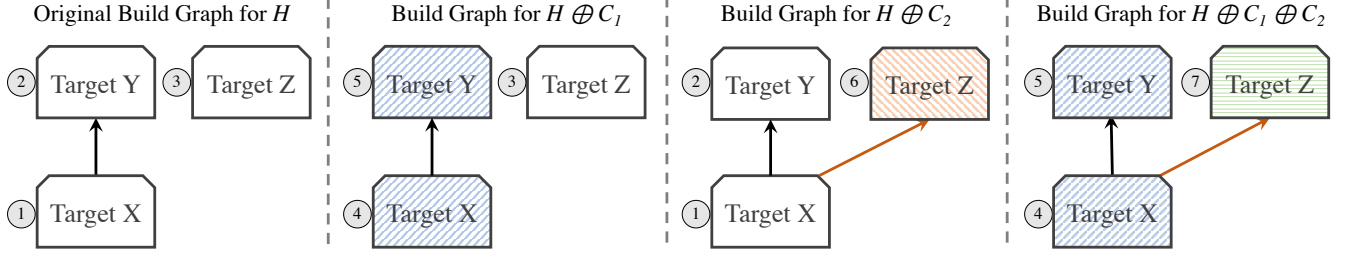 Original Build Graph for H
Build Graph for H ⊕ C₁
Build Graph for H ⊕ C₂
Build Graph for H ⊕ C₁ ⊕ C₂
2 Target Y 3 Target Z
5 Target Y 3 Target Z
2 Target Y 6 Target Z
5 Target Y 7 Target Z
1 Target X
4 Target X
1 Target X
4 Target X